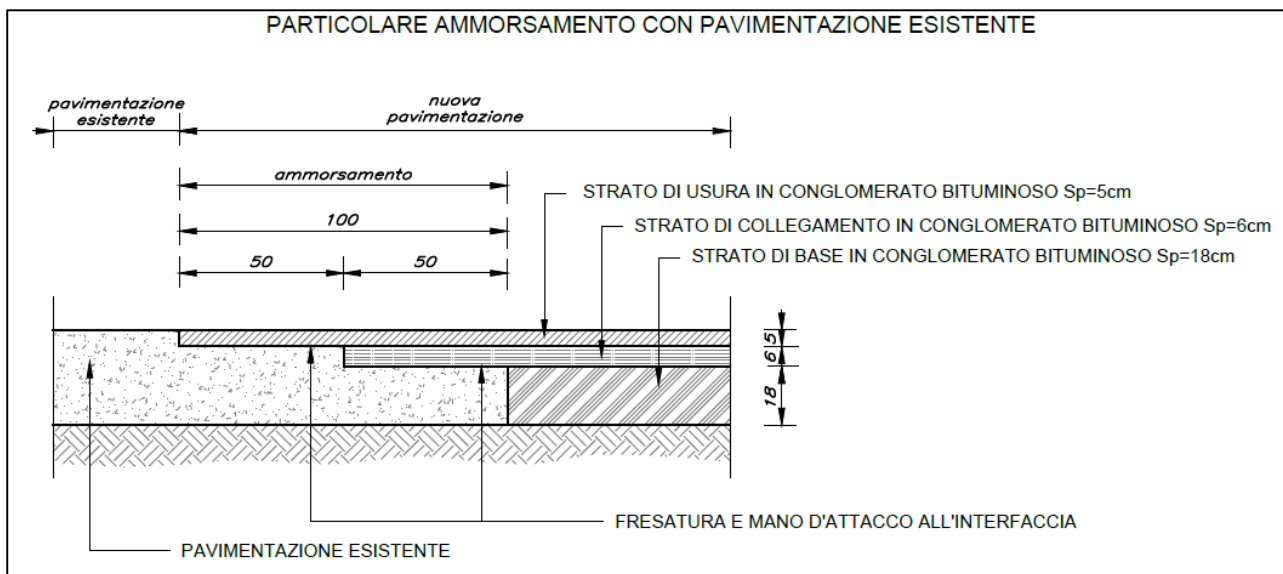 PARTICOLARE AMMORSAMENTO CON PAVIMENTAZIONE ESISTENTE
pavimentazione
esistente
nuova
pavimentazione
ammorsamento
100
50
50
STRATO DI USURA IN CONGLOMERATO BITUMINOSO Sp=5cm
STRATO DI COLLEGAMENTO IN CONGLOMERATO BITUMINOSO Sp=6cm
STRATO DI BASE IN CONGLOMERATO BITUMINOSO Sp=18cm
5
6
18
FRESATURA E MANO D'ATTACCO ALL'INTERFACCIA
PAVIMENTAZIONE ESISTENTE